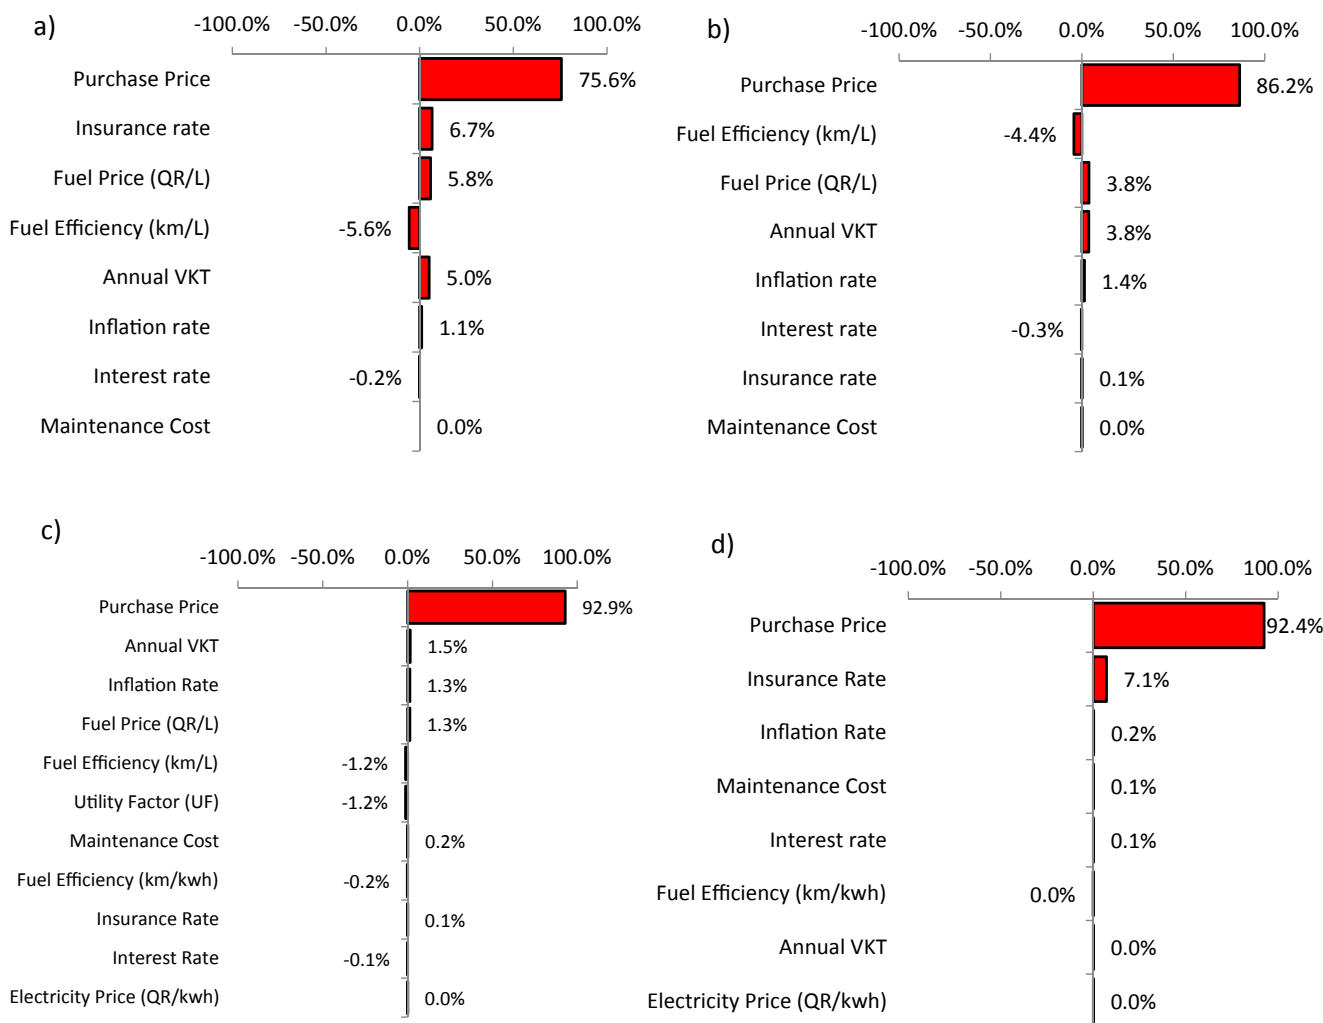 a)
-100.0% -50.0% 0.0% 50.0% 100.0%
Purchase Price 75.6%
Insurance rate 6.7%
Fuel Price (QR/L) 5.8%
Fuel Efficiency (km/L) -5.6%
Annual VKT 5.0%
Inflation rate 1.1%
Interest rate -0.2%
Maintenance Cost 0.0%
b)
-100.0% -50.0% 0.0% 50.0% 100.0%
Purchase Price 86.2%
Fuel Efficiency (km/L) -4.4%
Fuel Price (QR/L) 3.8%
Annual VKT 3.8%
Inflation rate 1.4%
Interest rate -0.3%
Insurance rate 0.1%
Maintenance Cost 0.0%
c)
-100.0% -50.0% 0.0% 50.0% 100.0%
Purchase Price 92.9%
Annual VKT 1.5%
Inflation Rate 1.3%
Fuel Price (QR/L) 1.3%
Fuel Efficiency (km/L) -1.2%
Utility Factor (UF) -1.2%
Maintenance Cost 0.2%
Fuel Efficiency (km/kwh) -0.2%
Insurance Rate 0.1%
Interest Rate -0.1%
Electricity Price (QR/kwh) 0.0%
d)
-100.0% -50.0% 0.0% 50.0% 100.0%
Purchase Price 92.4%
Insurance Rate 7.1%
Inflation Rate 0.2%
Maintenance Cost 0.1%
Interest rate 0.1%
Fuel Efficiency (km/kwh) 0.0%
Annual VKT 0.0%
Electricity Price (QR/kwh) 0.0%